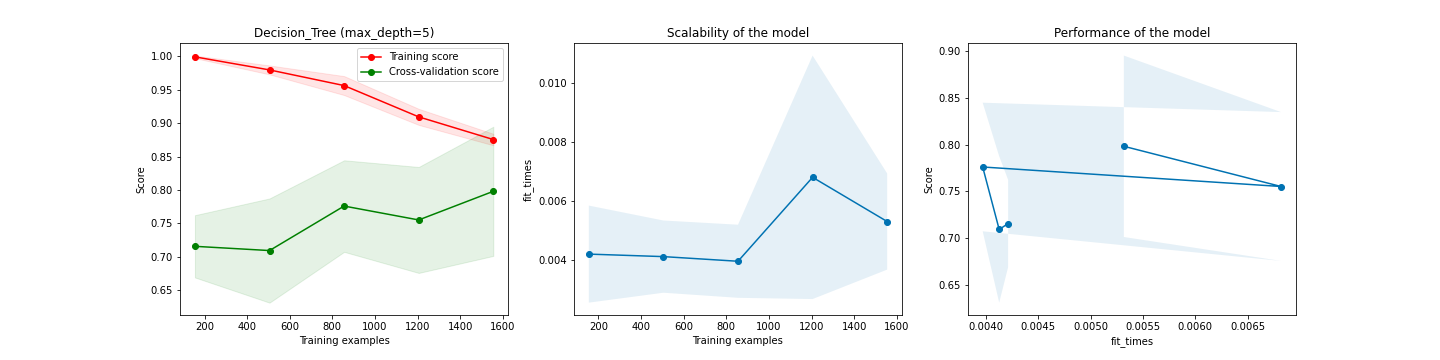 Decision_Tree (max_depth=5)
Training score
Cross-validation score
1.00
0.95
0.90
0.85
0.80
0.75
0.70
0.65
Score
200 400 600 800 1000 1200 1400 1600
Training examples
Scalability of the model
0.010
0.008
0.006
0.004
fit_times
200 400 600 800 1000 1200 1400 1600
Training examples
Performance of the model
0.90
0.85
0.80
0.75
0.70
0.65
Score
0.0040 0.0045 0.0050 0.0055 0.0060 0.0065
fit_times